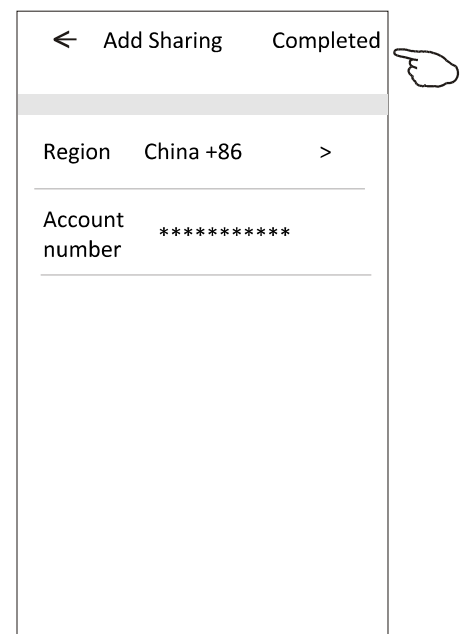 ← Add Sharing Completed
Region China +86 >
Account
number ***********